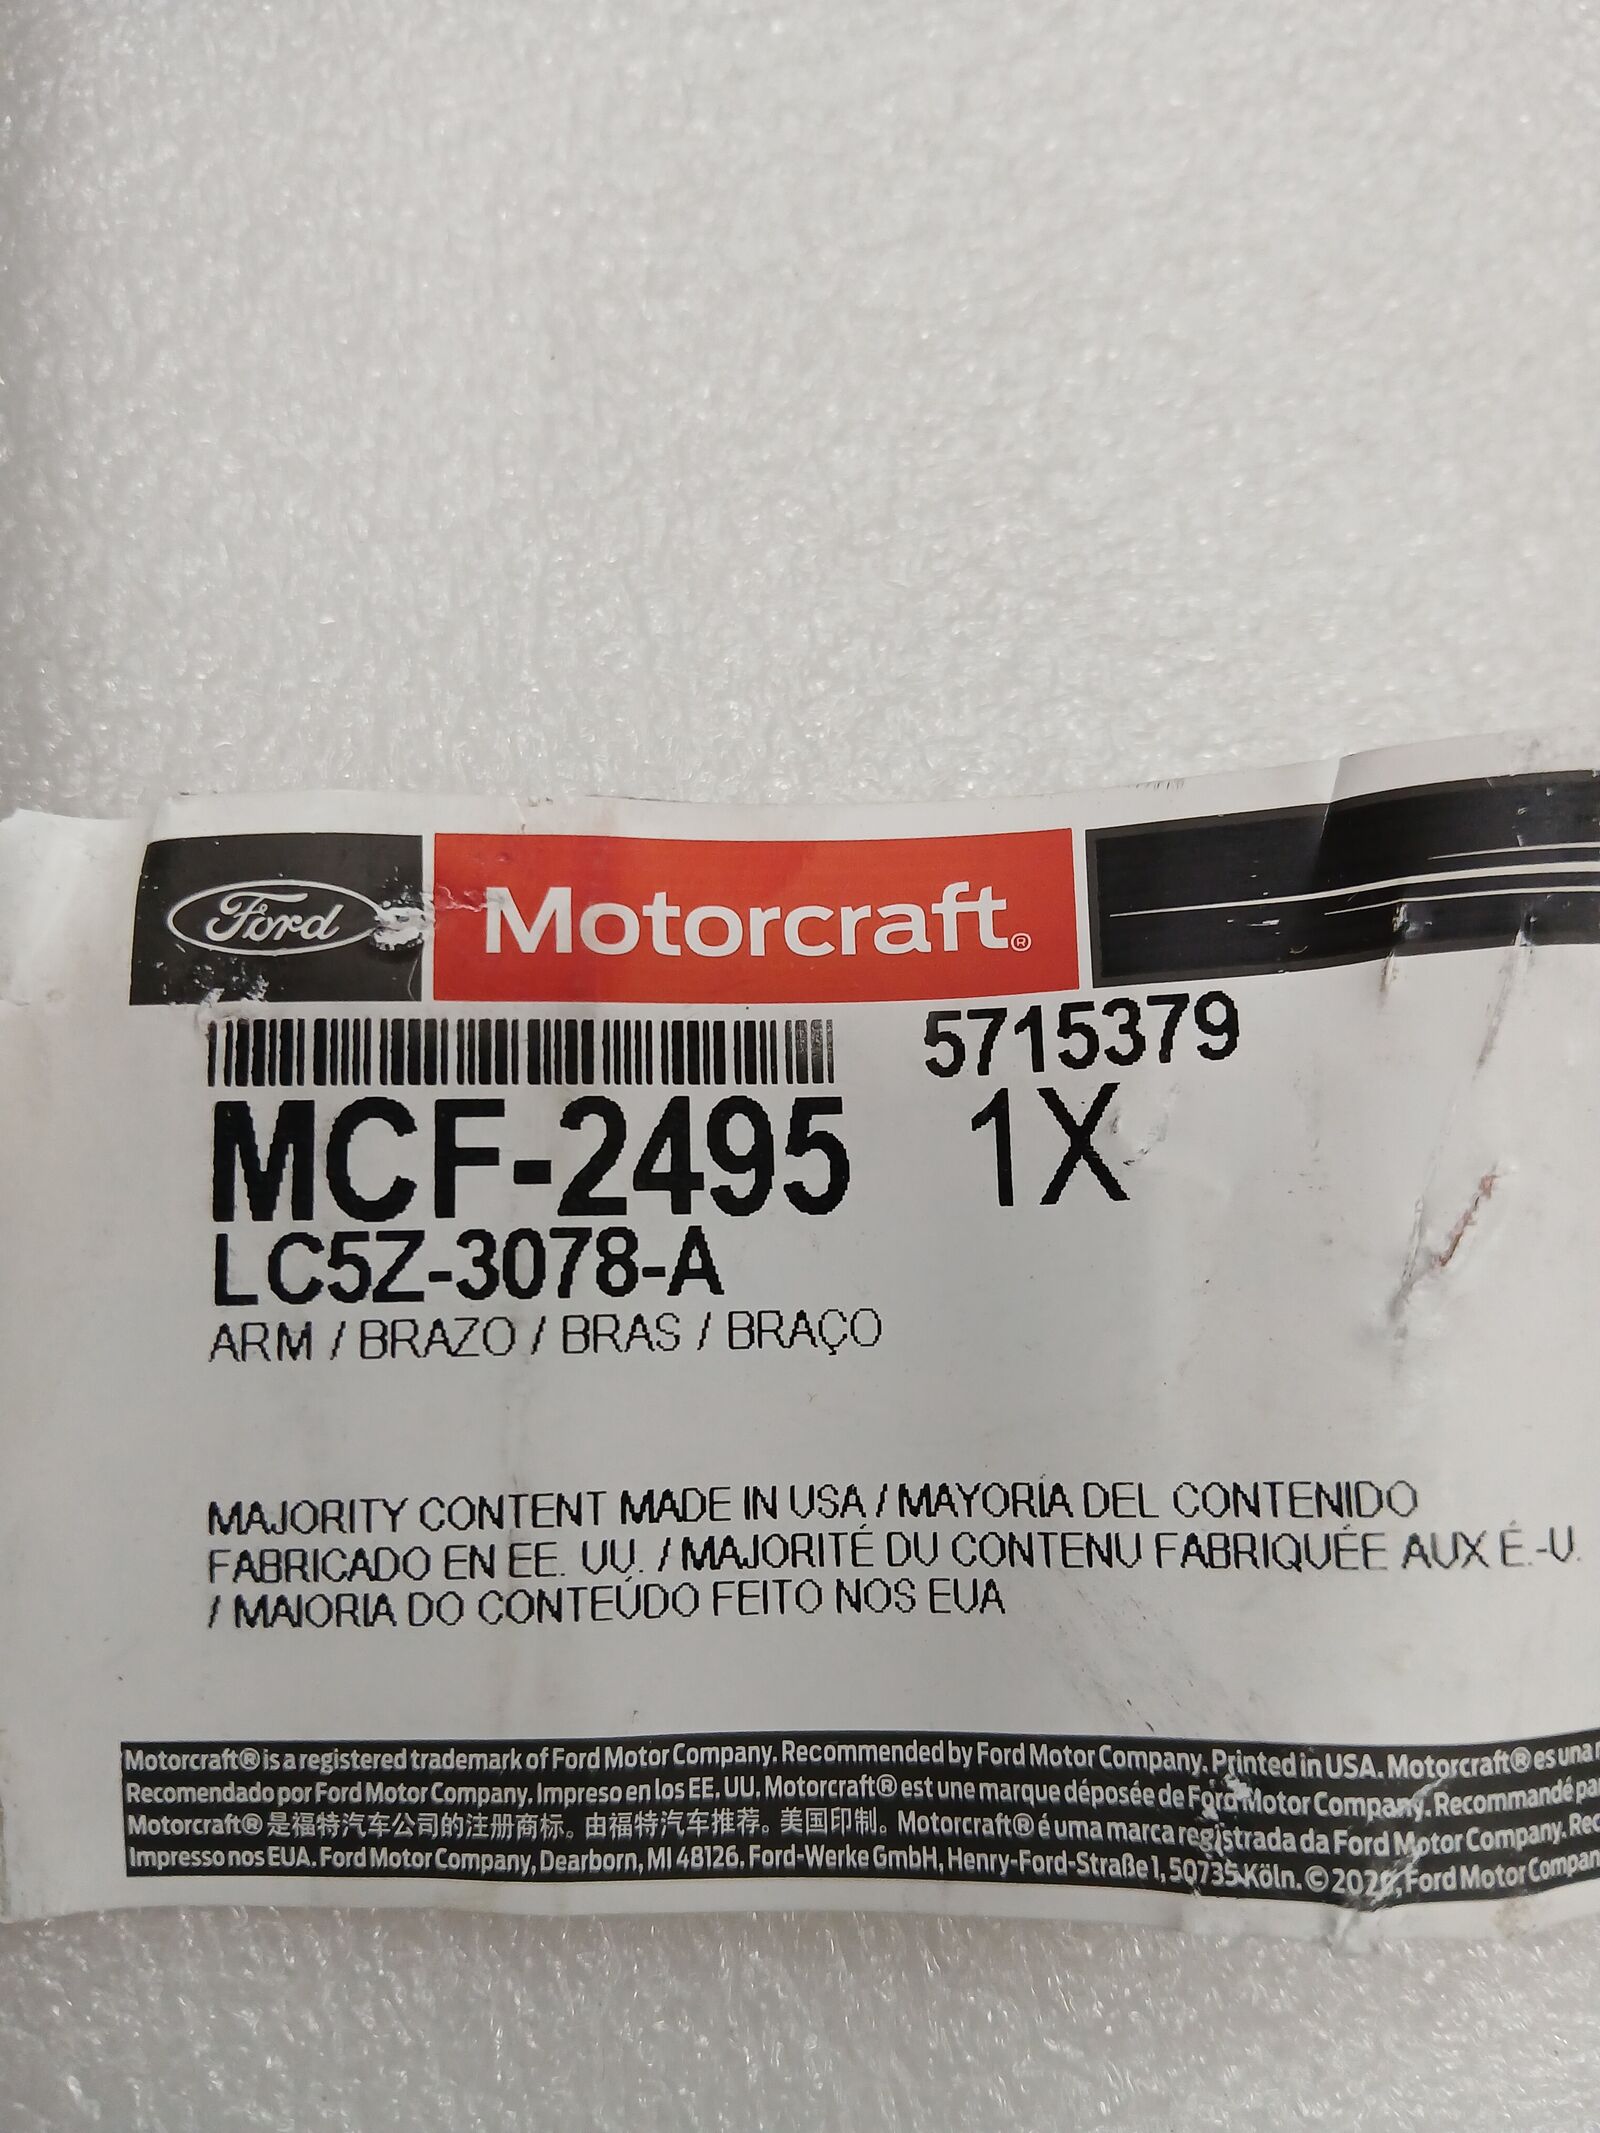 Ford Motorcraft®
5715379
MCF-2495 1X
LC5Z-3078-A
ARM / BRAZO / BRAS / BRAÇO
MAJORITY CONTENT MADE IN USA / MAYORÍA DEL CONTENIDO
FABRICADO EN EE. UU. / MAJORITÉ DU CONTENU FABRIQUÉE AUX É.-U.
/ MAIORIA DO CONTEÚDO FEITO NOS EUA
Motorcraft® is a registered trademark of Ford Motor Company. Recommended by Ford Motor Company. Printed in USA. Motorcraft® es una
Recomendado por Ford Motor Company. Impreso en los EE. UU. Motorcraft® est une marque déposée de Ford Motor Company. Recommandé
Motorcraft® 是福特汽车公司的注册商标。由福特汽车推荐。美国印制。Motorcraft® é uma marca registrada da Ford Motor Company.
Impresso nos EUA. Ford Motor Company, Dearborn, MI 48126. Ford-Werke GmbH, Henry-Ford-Straße 1, 50735 Köln. © Ford Motor